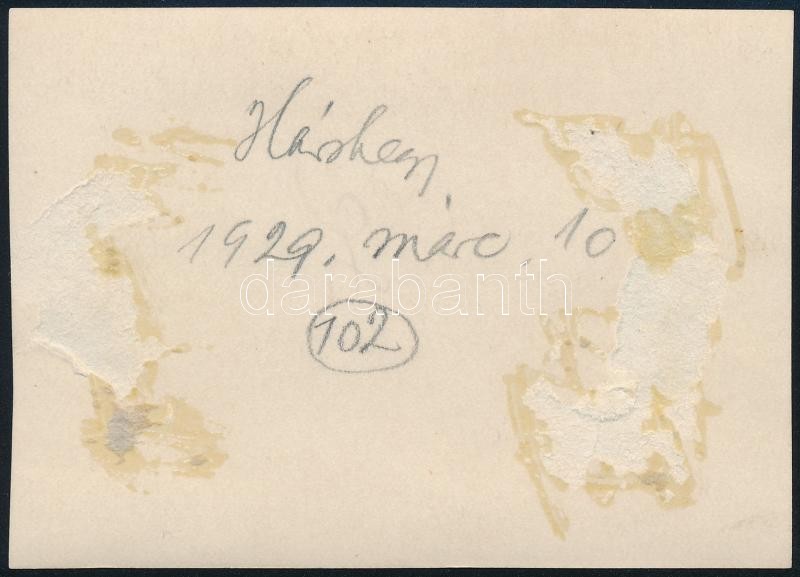 Hárshegy
1929. márc. 10
darabanth
102